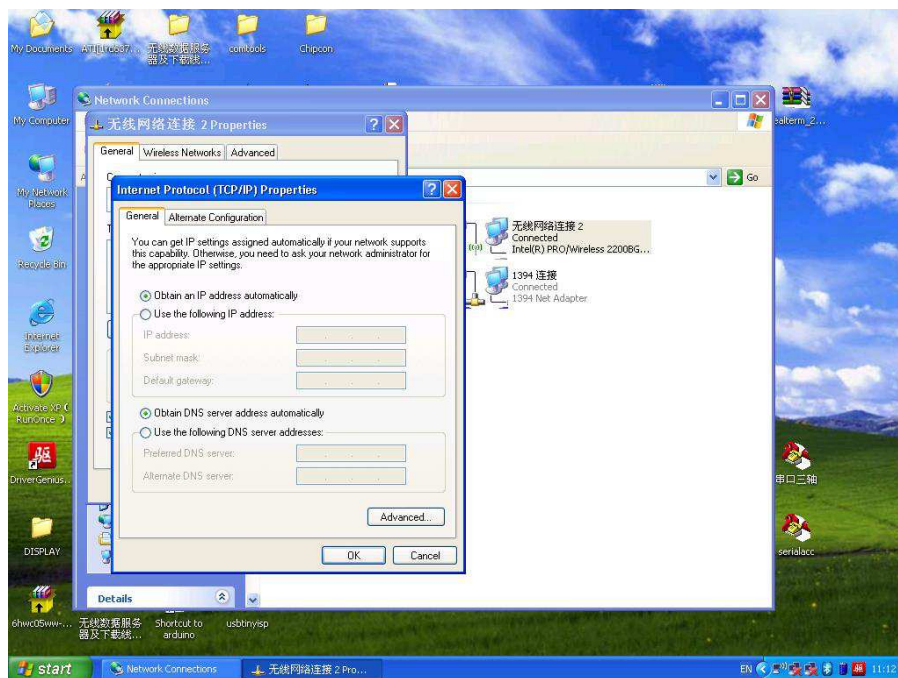 My Documents
无线数据服务
器及下载线...
comtools
Chipcon
Network Connections
My Computer
无线网络连接 2 Properties
General
Wireless Networks
Advanced
Go
My Network
Places
Internet Protocol (TCP/IP) Properties
General
Alternate Configuration
You can get IP settings assigned automatically if your network supports
this capability. Otherwise, you need to ask your network administrator for
the appropriate IP settings.
Obtain an IP address automatically
Use the following IP address:
IP address:
Subnet mask:
Default gateway:
Obtain DNS server address automatically
Use the following DNS server addresses:
Preferred DNS server:
Alternate DNS server:
Advanced...
OK
Cancel
无线网络连接 2
Connected
Intel(R) PRO/Wireless 2200BG...
1394 连接
Connected
1394 Net Adapter
Recycle Bin
Internet
Explorer
Activate XP (
RunOnce )
驱
DriverGenius...
DISPLAY
串口三轴
serialacc
Details
6hwc05ww-...
无线数据服务
器及下载线...
Shortcut to
arduino
usbtinyisp
start
Network Connections
无线网络连接 2 Pro...
EN
11:12